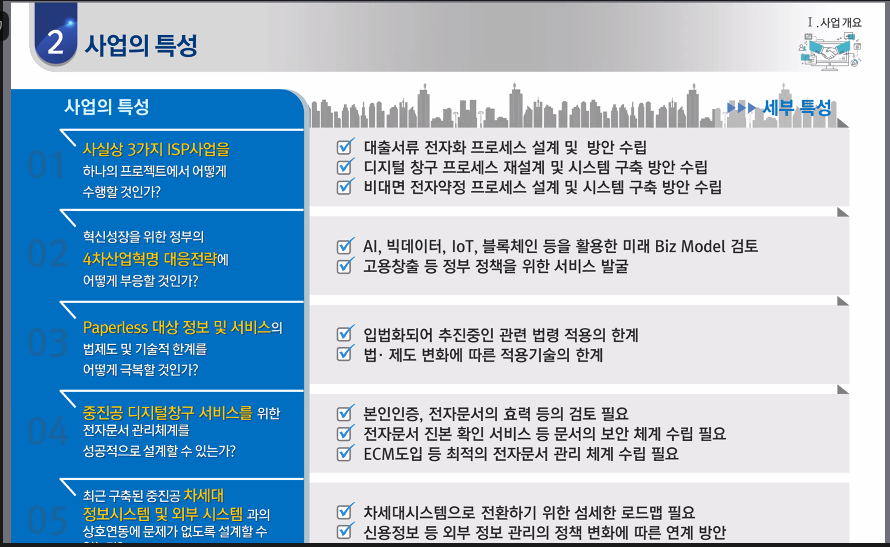 2
사업의 특성
Ⅰ.사업 개요
사업의 특성
세부 특성
01
사실상 3가지 ISP사업을
하나의 프로젝트에서 어떻게
수행할 것인가?
대출서류 전자화 프로세스 설계 및 방안 수립
디지털 창구 프로세스 재설계 및 시스템 구축 방안 수립
비대면 전자약정 프로세스 설계 및 시스템 구축 방안 수립
02
혁신성장을 위한 정부의
4차산업혁명 대응전략에
어떻게 부응할 것인가?
AI, 빅데이터, IoT, 블록체인 등을 활용한 미래 Biz Model 검토
고용창출 등 정부 정책을 위한 서비스 발굴
03
Paperless 대상 정보 및 서비스의
법제도 및 기술적 한계를
어떻게 극복할 것인가?
입법화되어 추진중인 관련 법령 적용의 한계
법· 제도 변화에 따른 적용기술의 한계
04
중진공 디지털창구 서비스를 위한
전자문서 관리체계를
성공적으로 설계할 수 있는가?
본인인증, 전자문서의 효력 등의 검토 필요
전자문서 진본 확인 서비스 등 문서의 보안 체계 수립 필요
ECM도입 등 최적의 전자문서 관리 체계 수립 필요
05
최근 구축된 중진공 차세대
정보시스템 및 외부 시스템 과의
상호연동에 문제가 없도록 설계할 수
차세대시스템으로 전환하기 위한 섬세한 로드맵 필요
신용정보 등 외부 정보 관리의 정책 변화에 따른 연계 방안